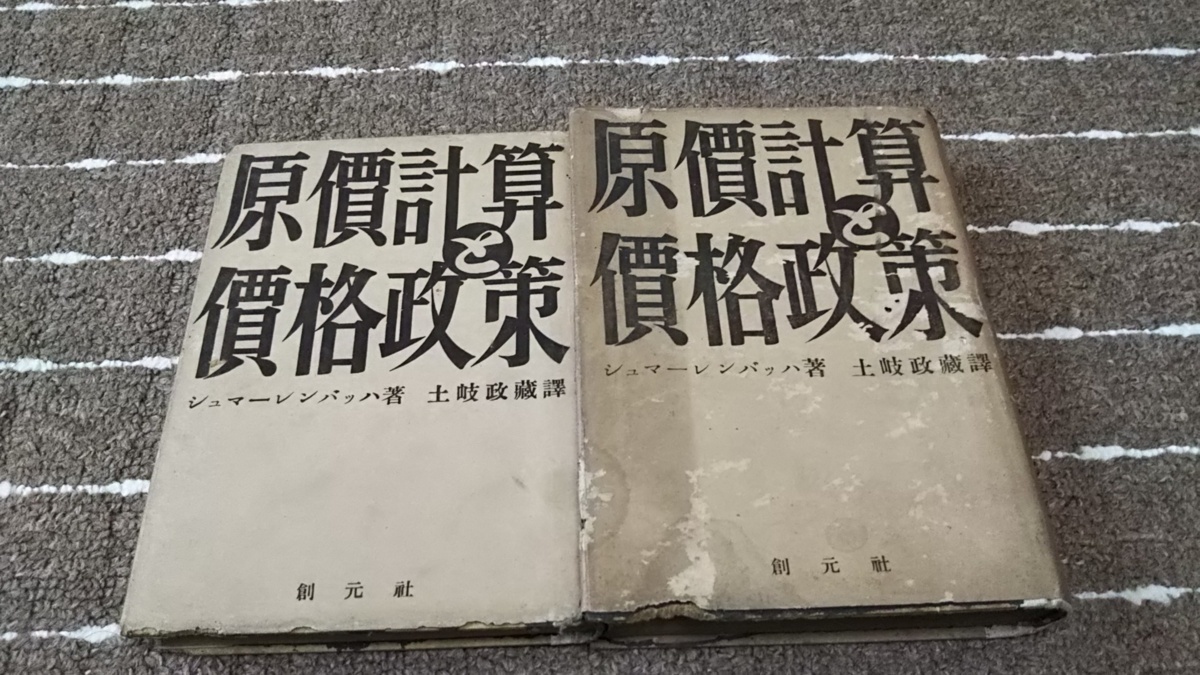 原價計算
と
價格政策
シュマーレンバッハ著 土岐政藏譯
創元社
原價計算
と
價格政策
シュマーレンバッハ著 土岐政藏譯
創元社